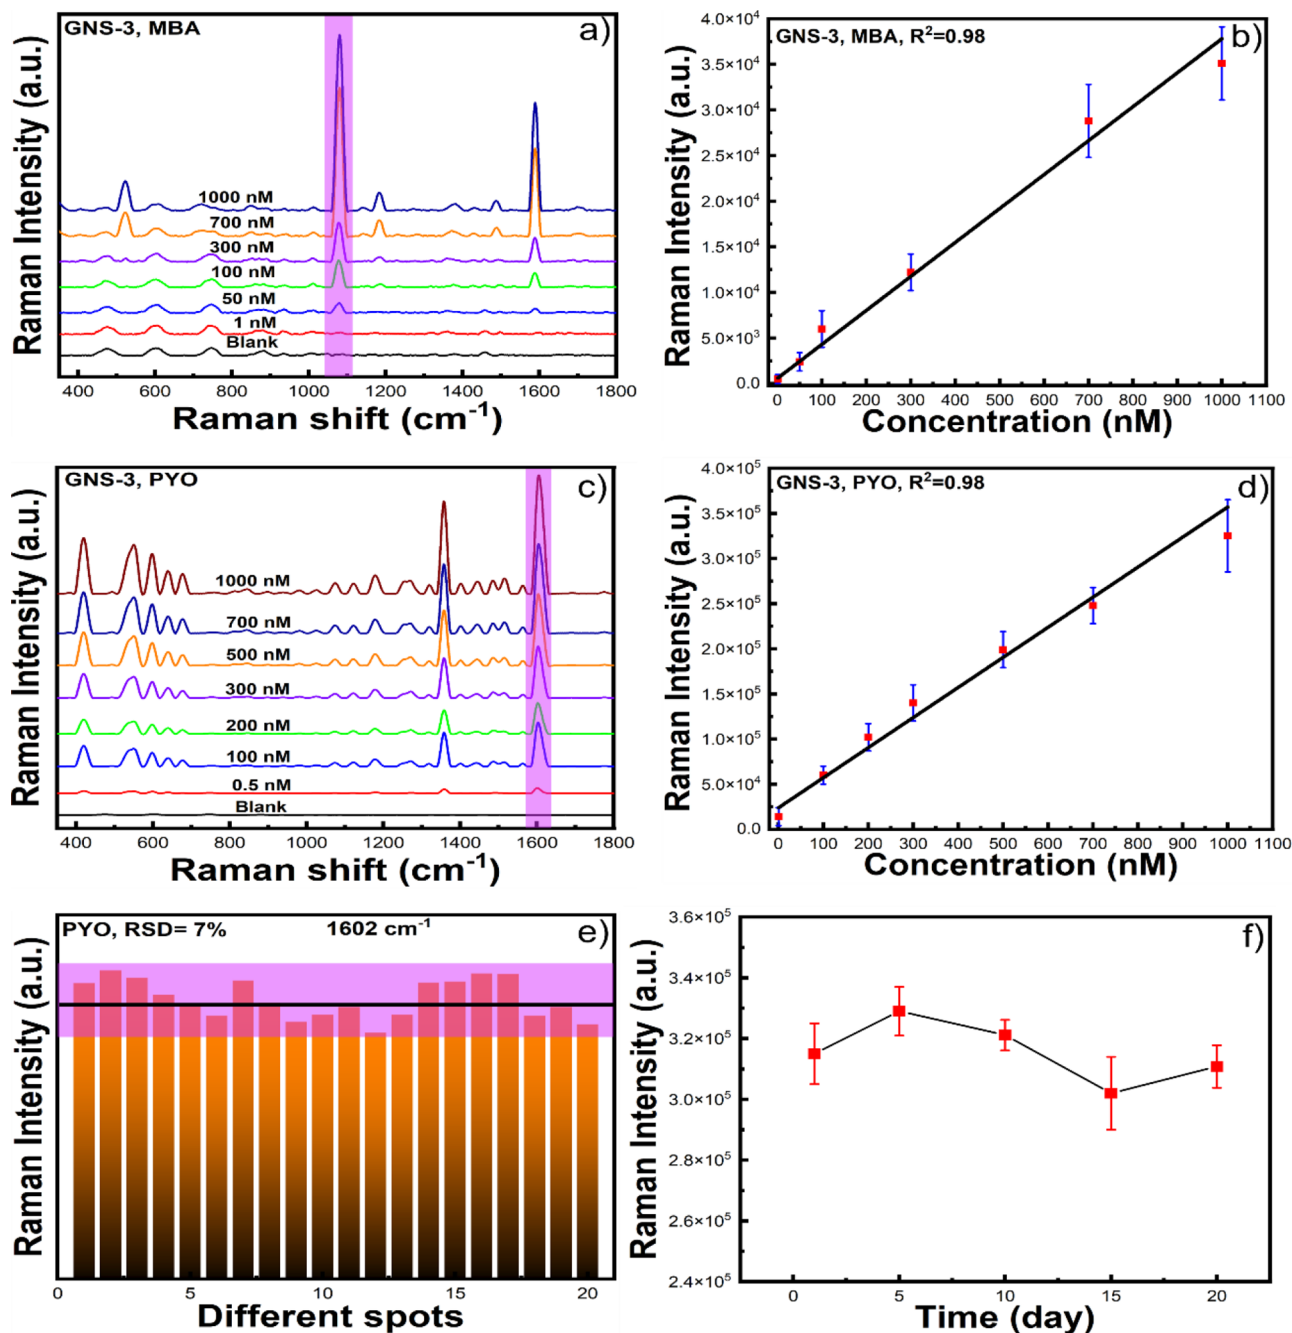 GNS-3, MBA
a)
1000 nM
700 nM
300 nM
100 nM
50 nM
1 nM
Blank
Raman Intensity (a.u.)
400 600 800 1000 1200 1400 1600 1800
Raman shift (cm⁻¹)
GNS-3, MBA, R²=0.98
b)
4.0×10⁴
3.5×10⁴
3.0×10⁴
2.5×10⁴
2.0×10⁴
1.5×10⁴
1.0×10⁴
5.0×10³
0.0
Raman Intensity (a.u.)
0 100 200 300 400 500 600 700 800 900 1000 1100
Concentration (nM)
GNS-3, PYO
c)
1000 nM
700 nM
500 nM
300 nM
200 nM
100 nM
0.5 nM
Blank
Raman Intensity (a.u.)
400 600 800 1000 1200 1400 1600 1800
Raman shift (cm⁻¹)
GNS-3, PYO, R²=0.98
d)
4.0×10⁵
3.5×10⁵
3.0×10⁵
2.5×10⁵
2.0×10⁵
1.5×10⁵
1.0×10⁵
5.0×10⁴
0.0
Raman Intensity (a.u.)
0 100 200 300 400 500 600 700 800 900 1000 1100
Concentration (nM)
PYO, RSD= 7%
1602 cm⁻¹
e)
Raman Intensity (a.u.)
0 5 10 15 20
Different spots
f)
3.6×10⁵
3.4×10⁵
3.2×10⁵
3.0×10⁵
2.8×10⁵
2.6×10⁵
2.4×10⁵
Raman Intensity (a.u.)
0 5 10 15 20
Time (day)